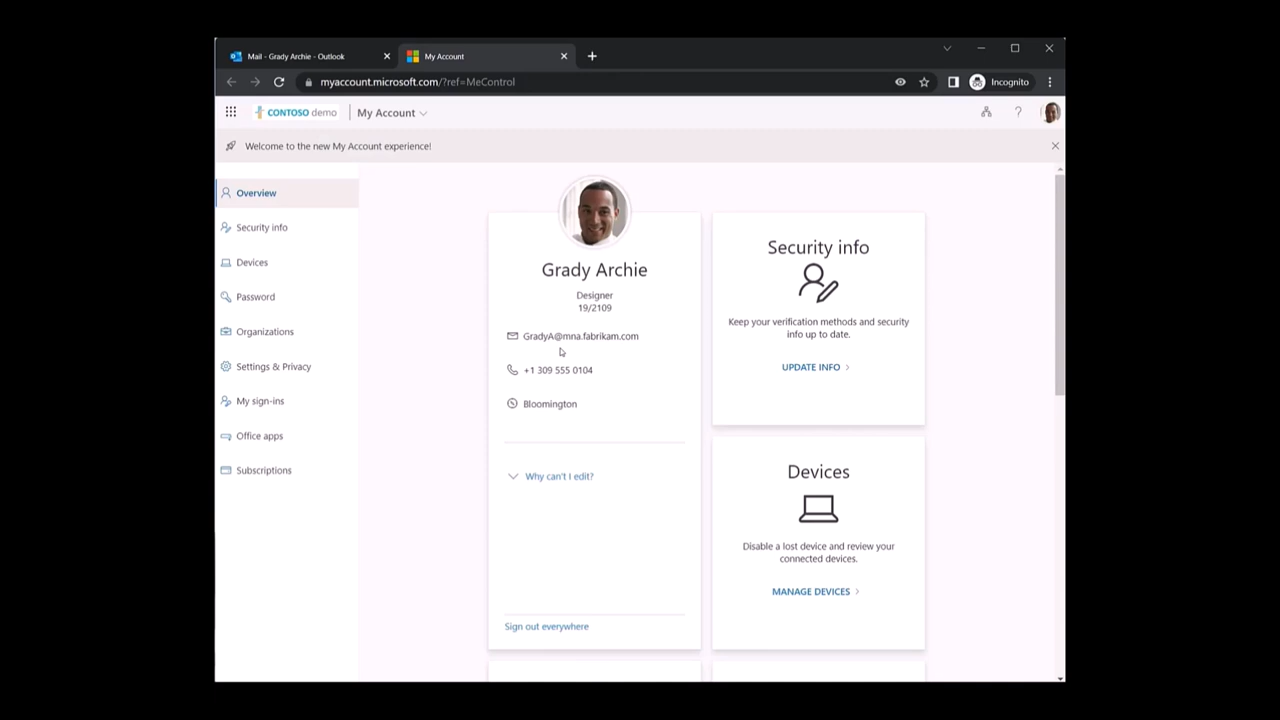 Mail - Grady Archie - Outlook
My Account
myaccount.microsoft.com/?ref=MeControl
Incognito
CONTOSO demo
My Account
?
Welcome to the new My Account experience!
Overview
Security info
Devices
Password
Organizations
Settings & Privacy
My sign-ins
Office apps
Subscriptions
Grady Archie
Designer
19/2109
GradyA@mna.fabrikam.com
+1 309 555 0104
Bloomington
Why can't I edit?
Sign out everywhere
Security info
Keep your verification methods and security
info up to date.
UPDATE INFO
Devices
Disable a lost device and review your
connected devices.
MANAGE DEVICES